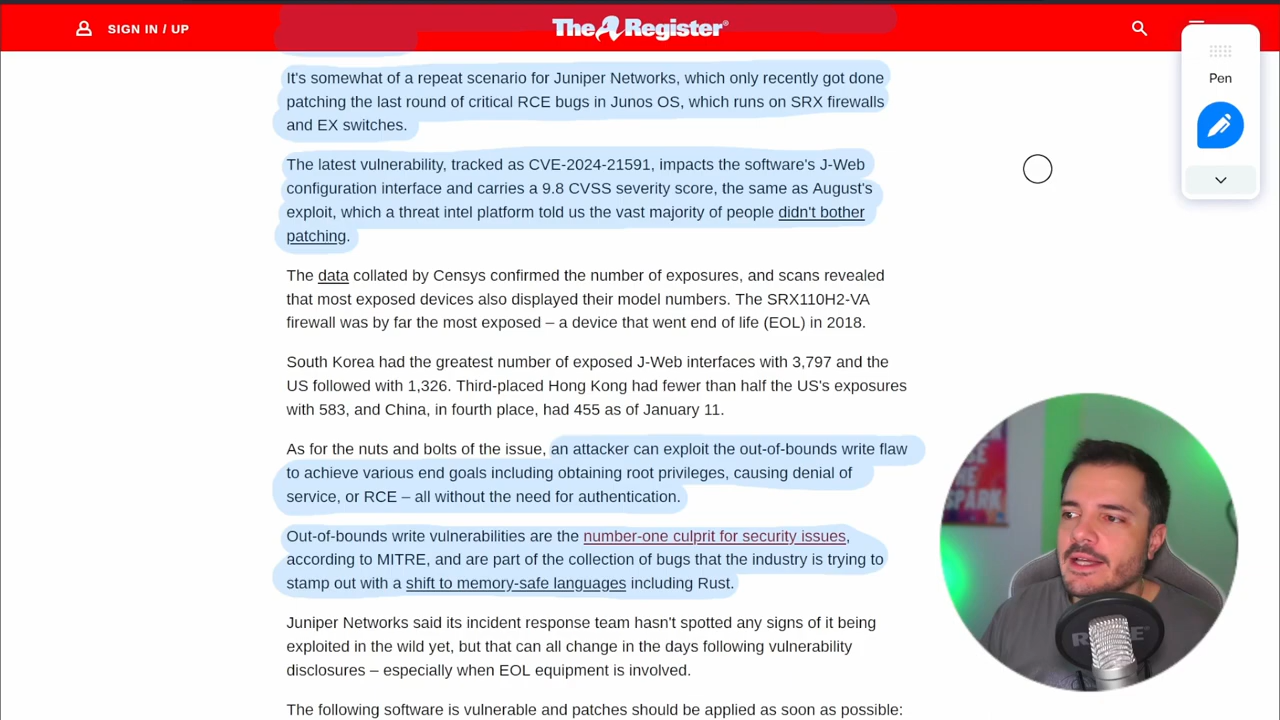 SIGN IN / UP
The Register®
Pen
It's somewhat of a repeat scenario for Juniper Networks, which only recently got done
patching the last round of critical RCE bugs in Junos OS, which runs on SRX firewalls
and EX switches.
The latest vulnerability, tracked as CVE-2024-21591, impacts the software's J-Web
configuration interface and carries a 9.8 CVSS severity score, the same as August's
exploit, which a threat intel platform told us the vast majority of people didn't bother
patching.
The data collated by Censys confirmed the number of exposures, and scans revealed
that most exposed devices also displayed their model numbers. The SRX110H2-VA
firewall was by far the most exposed – a device that went end of life (EOL) in 2018.
South Korea had the greatest number of exposed J-Web interfaces with 3,797 and the
US followed with 1,326. Third-placed Hong Kong had fewer than half the US's exposures
with 583, and China, in fourth place, had 455 as of January 11.
As for the nuts and bolts of the issue, an attacker can exploit the out-of-bounds write flaw
to achieve various end goals including obtaining root privileges, causing denial of
service, or RCE – all without the need for authentication.
Out-of-bounds write vulnerabilities are the number-one culprit for security issues,
according to MITRE, and are part of the collection of bugs that the industry is trying to
stamp out with a shift to memory-safe languages including Rust.
Juniper Networks said its incident response team hasn't spotted any signs of it being
exploited in the wild yet, but that can all change in the days following vulnerability
disclosures – especially when EOL equipment is involved.
The following software is vulnerable and patches should be applied as soon as possible:
THE
SPARK